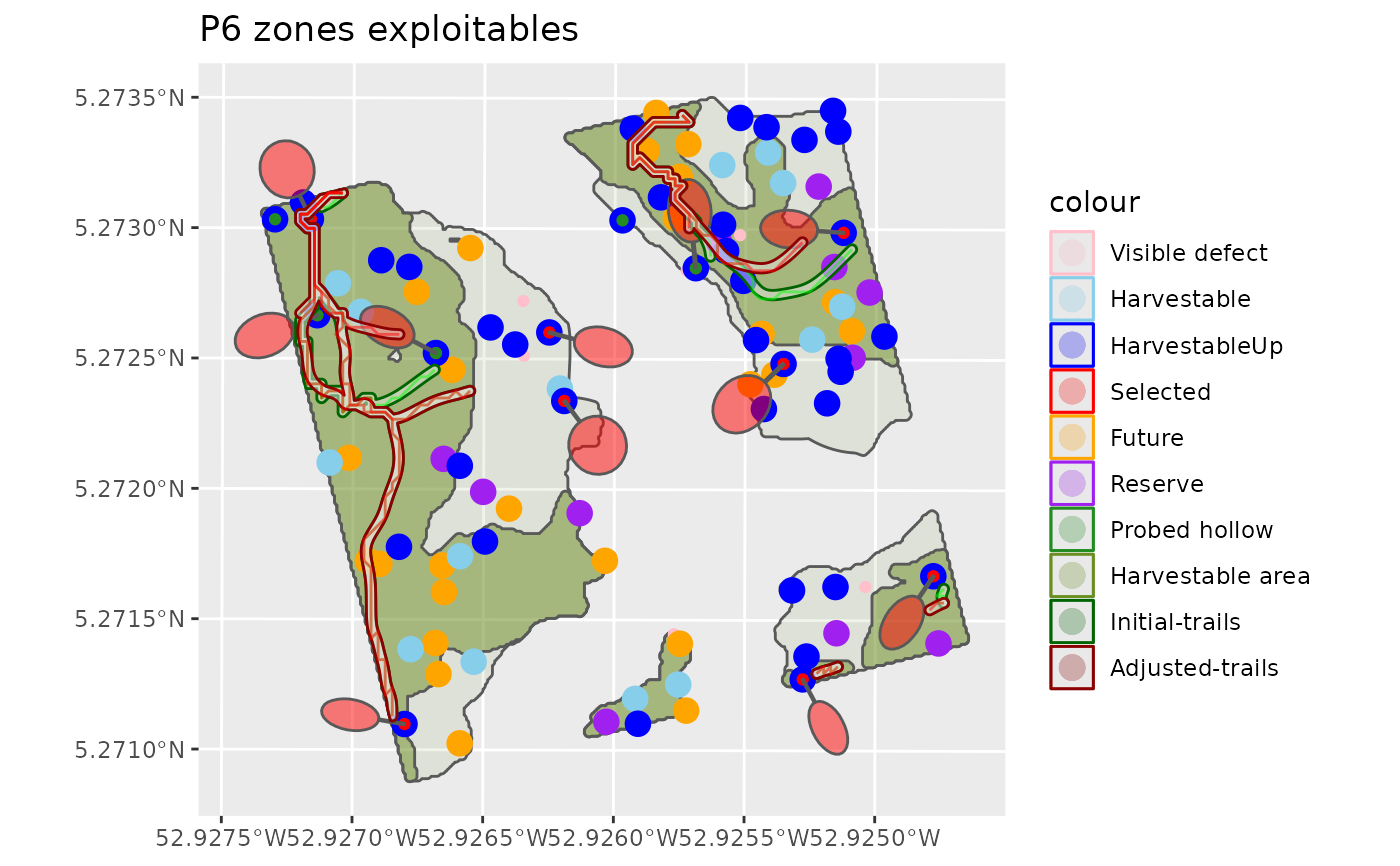 P6 zones exploitables
5.2735°N
5.2730°N
5.2725°N
5.2720°N
5.2715°N
5.2710°N
52.9275°W52.9270°W52.9265°W52.9260°W52.9255°W52.9250°W
colour
Visible defect
Harvestable
HarvestableUp
Selected
Future
Reserve
Probed hollow
Harvestable area
Initial-trails
Adjusted-trails